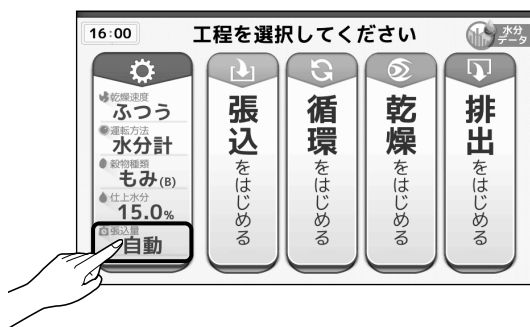 16:00
工程を選択してください
水分
データ
乾燥速度
ふつう
運転方法
水分計
穀物種類
もみ(B)
仕上水分
15.0%
張込量
自動
張込をはじめる
循環をはじめる
乾燥をはじめる
排出をはじめる